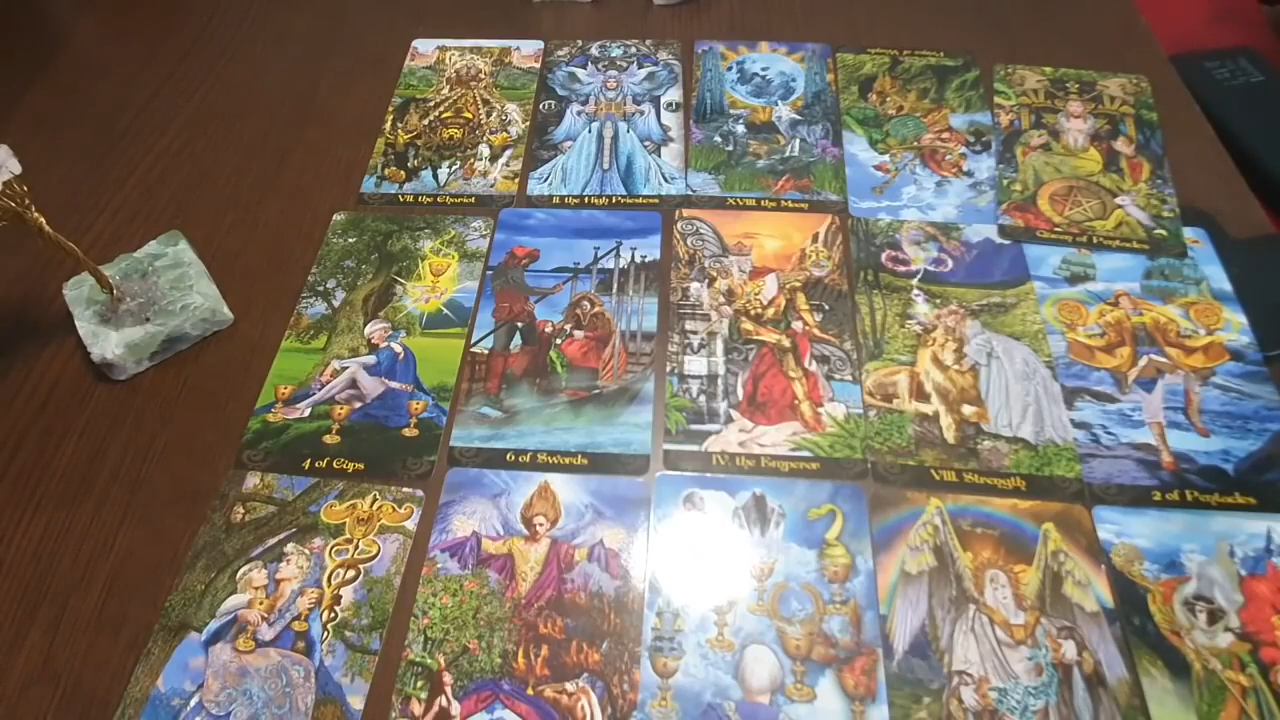 VII. the Chariot
II. the High Priestess
XVIII. the Moon
Queen of Pentacles
4 of Cups
6 of Swords
IV. the Emperor
VIII. Strength
2 of Pentacles